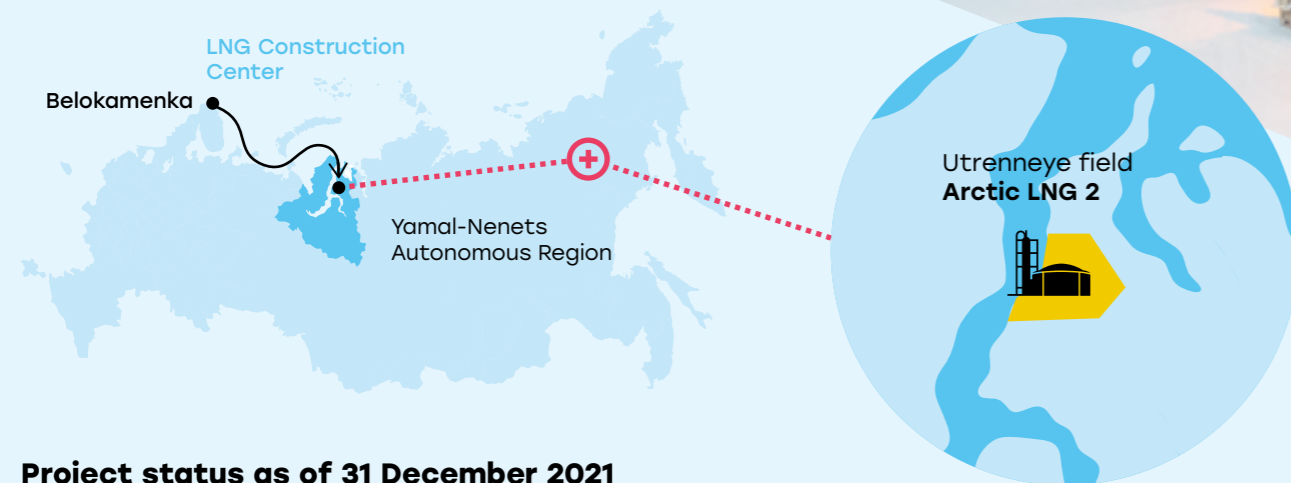 LNG Construction
Center
Belokamenka
Yamal-Nenets
Autonomous Region
Utrenneye field
Arctic LNG 2
Project status as of 31 December 2021